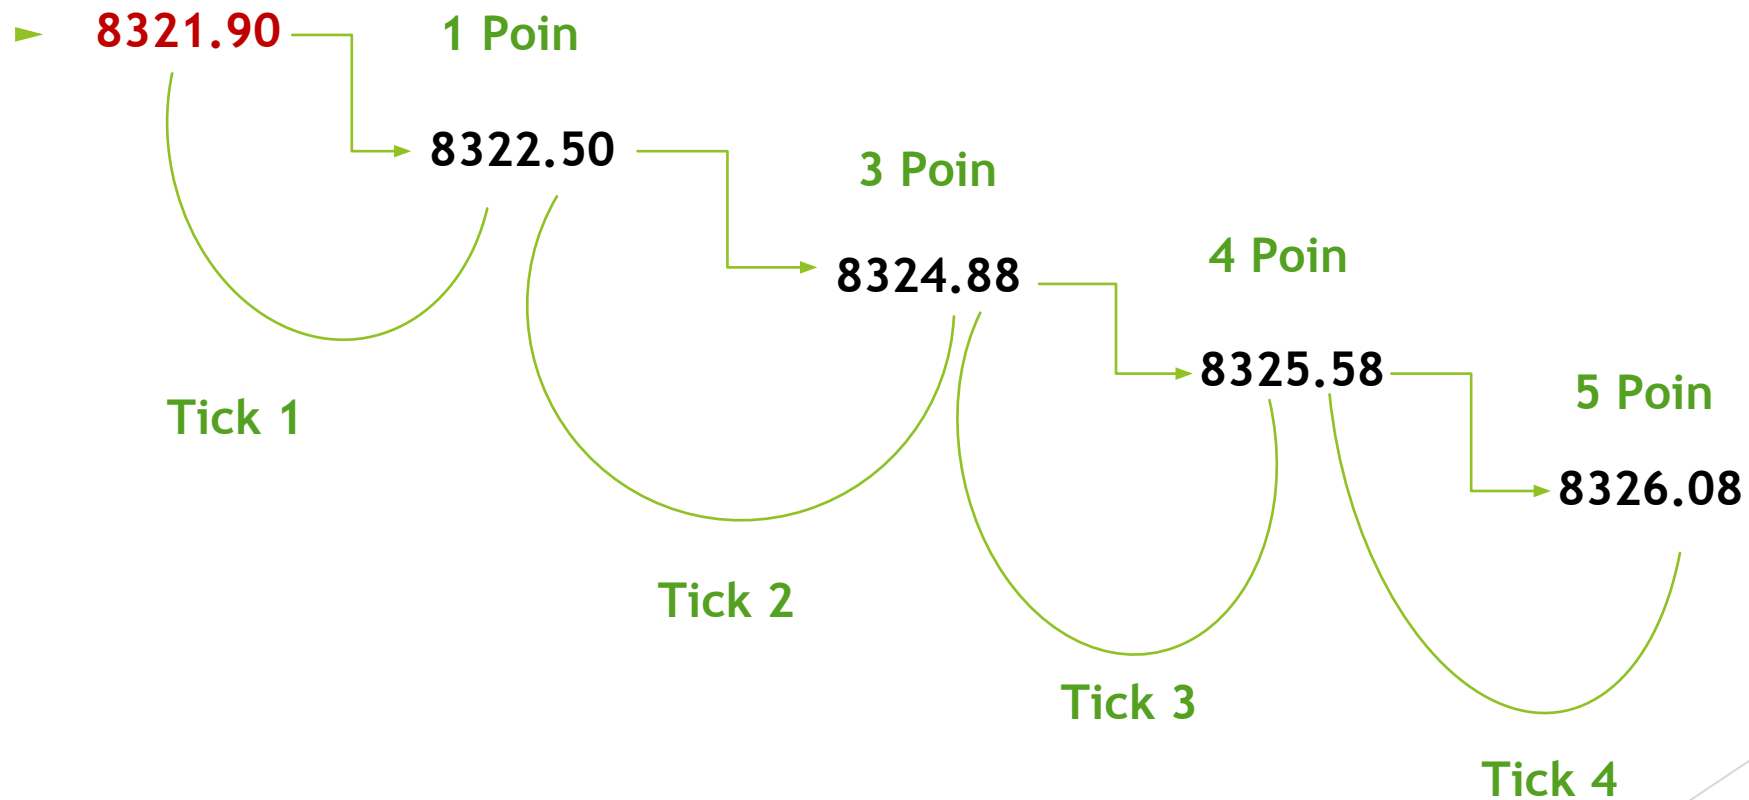 8321.90
1 Poin
8322.50
3 Poin
8324.88
4 Poin
8325.58
5 Poin
8326.08
Tick 1
Tick 2
Tick 3
Tick 4